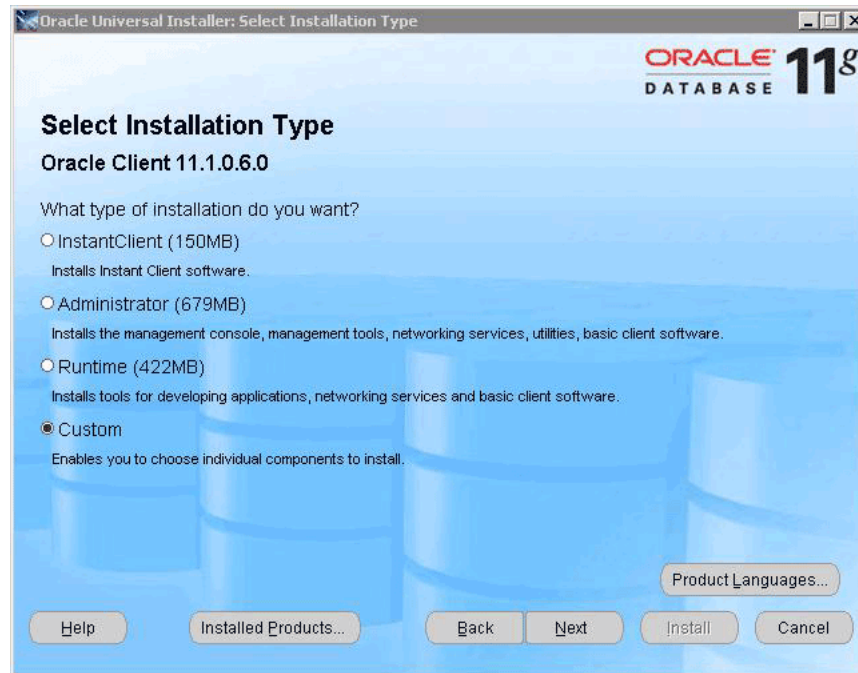 Oracle Universal Installer: Select Installation Type
ORACLE
DATABASE 11g
Select Installation Type
Oracle Client 11.1.0.6.0
What type of installation do you want?
InstantClient (150MB)
Installs Instant Client software.
Administrator (679MB)
Installs the management console, management tools, networking services, utilities, basic client software.
Runtime (422MB)
Installs tools for developing applications, networking services and basic client software.
Custom
Enables you to choose individual components to install.
Product Languages...
Help Installed Products... Back Next Install Cancel